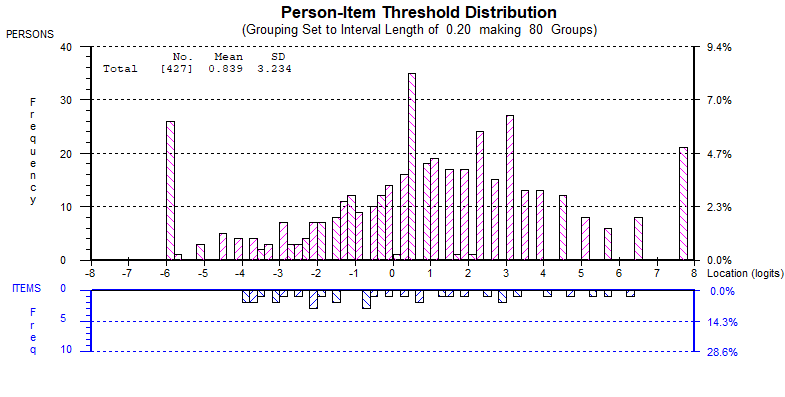 Person-Item Threshold Distribution
(Grouping Set to Interval Length of 0.20 making 80 Groups)
PERSONS
No. Mean SD
Total [427] 0.839 3.234
Frequency
40
30
20
10
0
9.4%
7.0%
4.7%
2.3%
0.0%
-8 -7 -6 -5 -4 -3 -2 -1 0 1 2 3 4 5 6 7 8 Location (logits)
ITEMS
Freq
0
5
10
0.0%
14.3%
28.6%